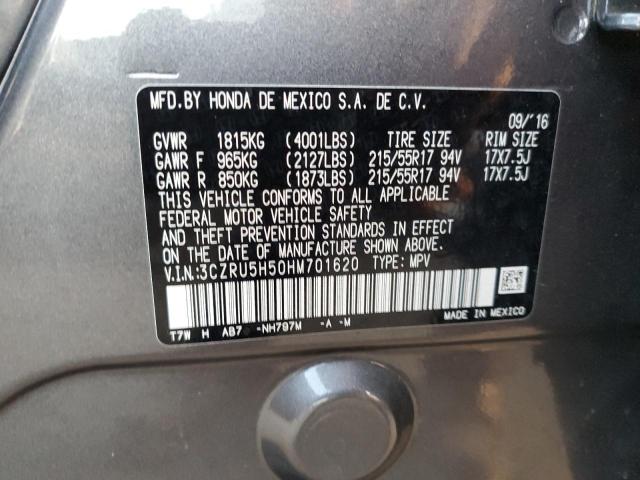 MFD.BY HONDA DE MEXICO S.A. DE C.V.
09/'16
GVWR 1815KG (4001LBS) TIRE SIZE RIM SIZE
GAWR F 965KG (2127LBS) 215/55R17 94V 17X7.5J
GAWR R 850KG (1873LBS) 215/55R17 94V 17X7.5J
THIS VEHICLE CONFORMS TO ALL APPLICABLE
FEDERAL MOTOR VEHICLE SAFETY
AND THEFT PREVENTION STANDARDS IN EFFECT
ON THE DATE OF MANUFACTURE SHOWN ABOVE.
V.I.N.:3CZRU5H50HM701620 TYPE: MPV
T7W H AB7 -NH797M -A -M
MADE IN MEXICO